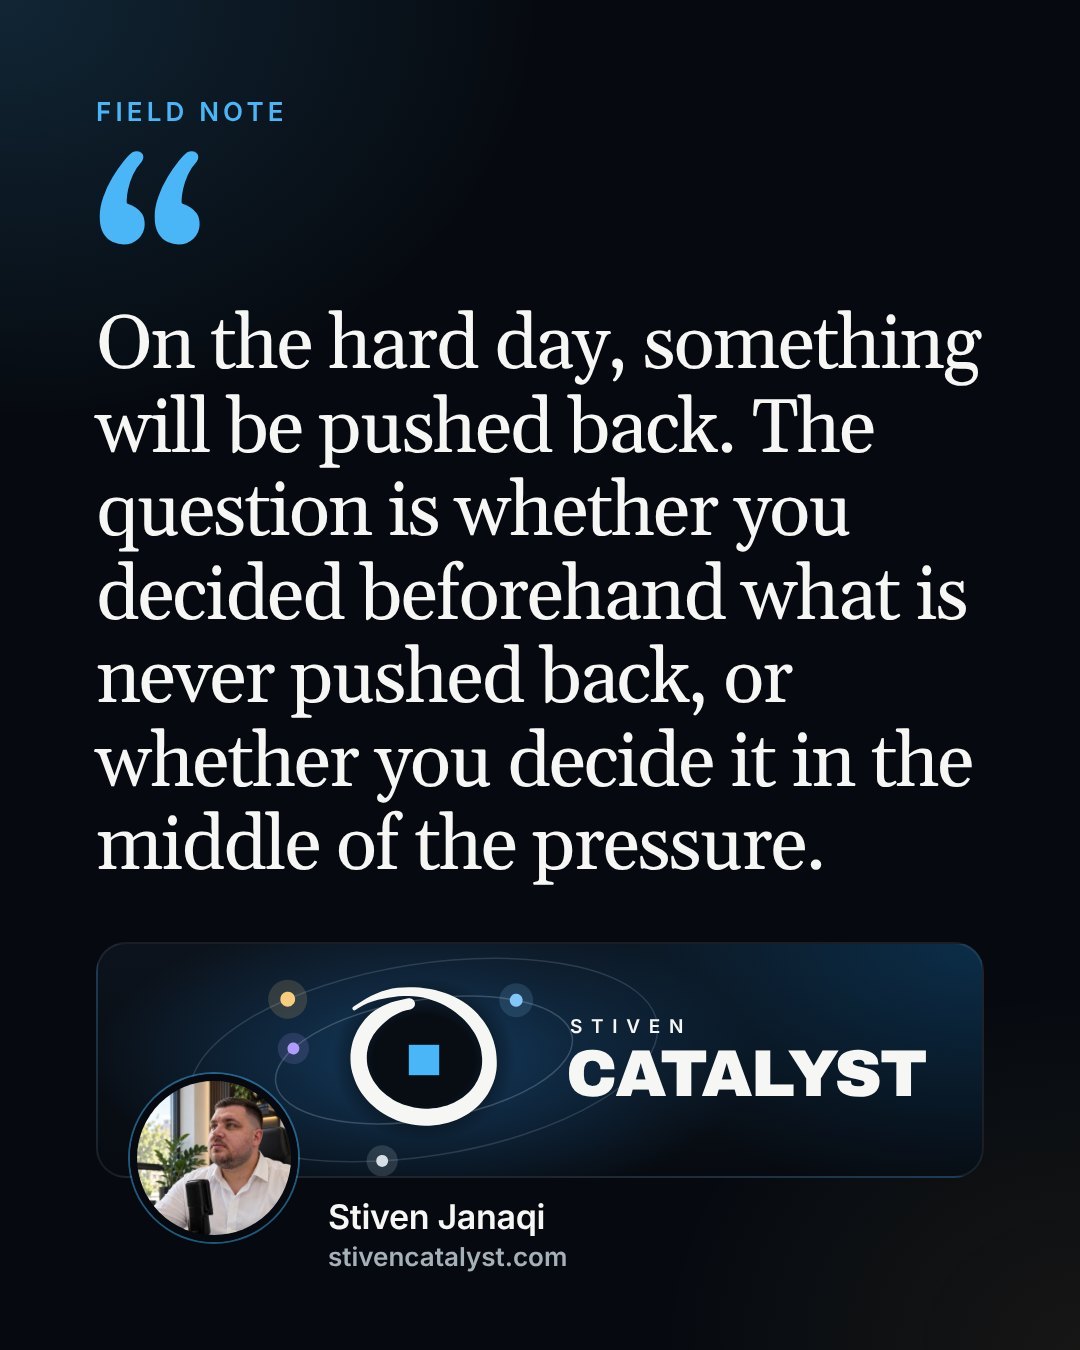 FIELD NOTE
“
On the hard day, something
will be pushed back. The
question is whether you
decided beforehand what is
never pushed back, or
whether you decide it in the
middle of the pressure.
STIVEN
CATALYST
Stiven Janaqi
stivencatalyst.com